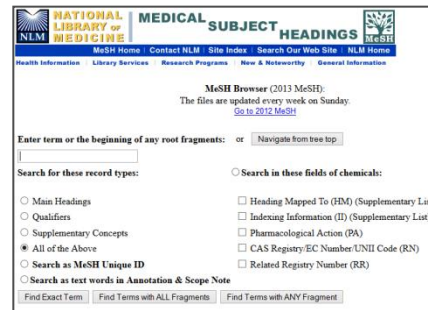 NATIONAL
LIBRARY OF
MEDICINE
NLM
MEDICAL
SUBJECT
HEADINGS
MeSH
MeSH Home | Contact NLM | Site Index | Search Our Web Site | NLM Home
Health Information | Library Services | Research Programs | New & Noteworthy | General Information
MeSH Browser (2013 MeSH):
The files are updated every week on Sunday.
Go to 2012 MeSH
Enter term or the beginning of any root fragments: or Navigate from tree top
Search for these record types: Search in these fields of chemicals:
Main Headings Heading Mapped To (HM) (Supplementary Li
Qualifiers Indexing Information (II) (Supplementary List
Supplementary Concepts Pharmacological Action (PA)
All of the Above CAS Registry/EC Number/UNII Code (RN)
Search as MeSH Unique ID Related Registry Number (RR)
Search as text words in Annotation & Scope Note
Find Exact Term Find Terms with ALL Fragments Find Terms with ANY Fragment